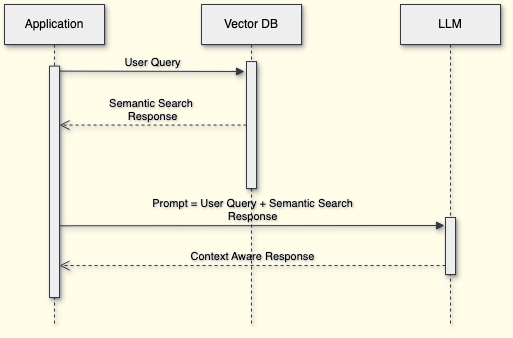 Application
Vector DB
LLM
User Query
Semantic Search
Response
Prompt = User Query + Semantic Search
Response
Context Aware Response